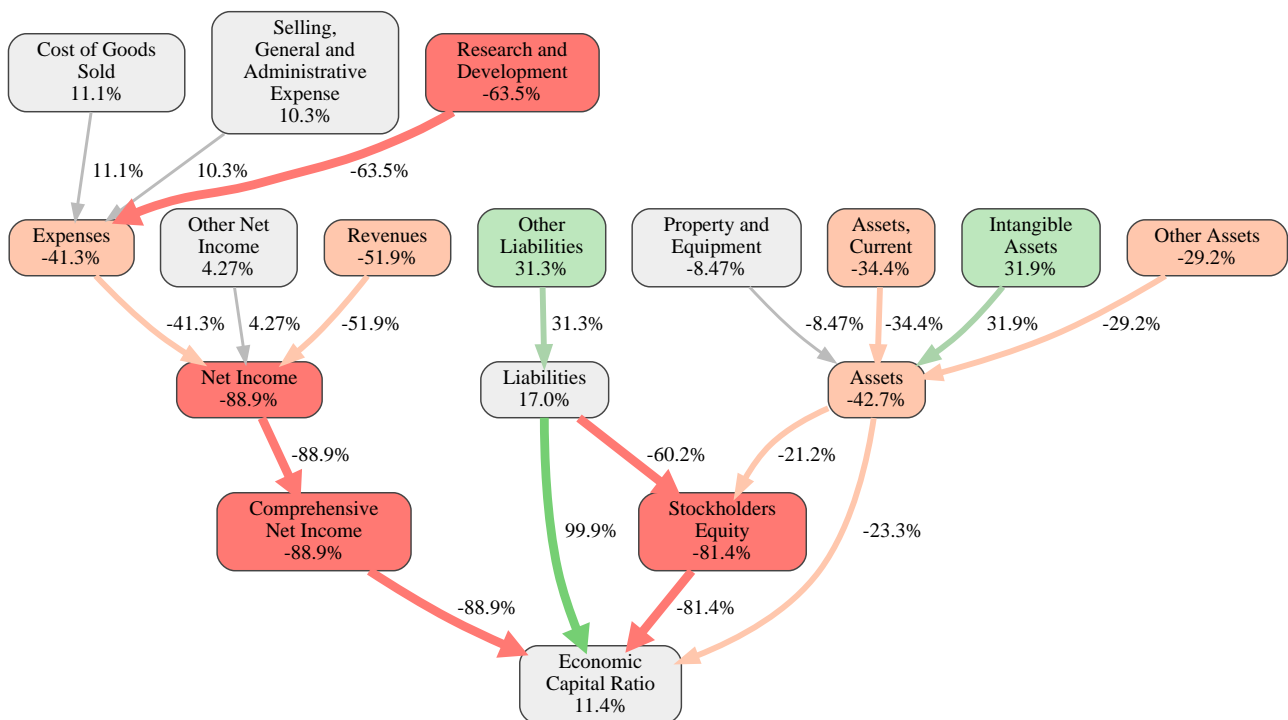 Cost of Goods
Sold
11.1%
Selling,
General and
Administrative
Expense
10.3%
Research and
Development
-63.5%
11.1%
10.3%
-63.5%
Expenses
-41.3%
Other Net
Income
4.27%
Revenues
-51.9%
Other
Liabilities
31.3%
Property and
Equipment
-8.47%
Assets,
Current
-34.4%
Intangible
Assets
31.9%
Other Assets
-29.2%
-41.3%
4.27%
-51.9%
31.3%
-8.47%
-34.4%
31.9%
-29.2%
Net Income
-88.9%
Liabilities
17.0%
Assets
-42.7%
-88.9%
-60.2%
-21.2%
Comprehensive
Net Income
-88.9%
99.9%
Stockholders
Equity
-81.4%
-23.3%
-88.9%
-81.4%
Economic
Capital Ratio
11.4%